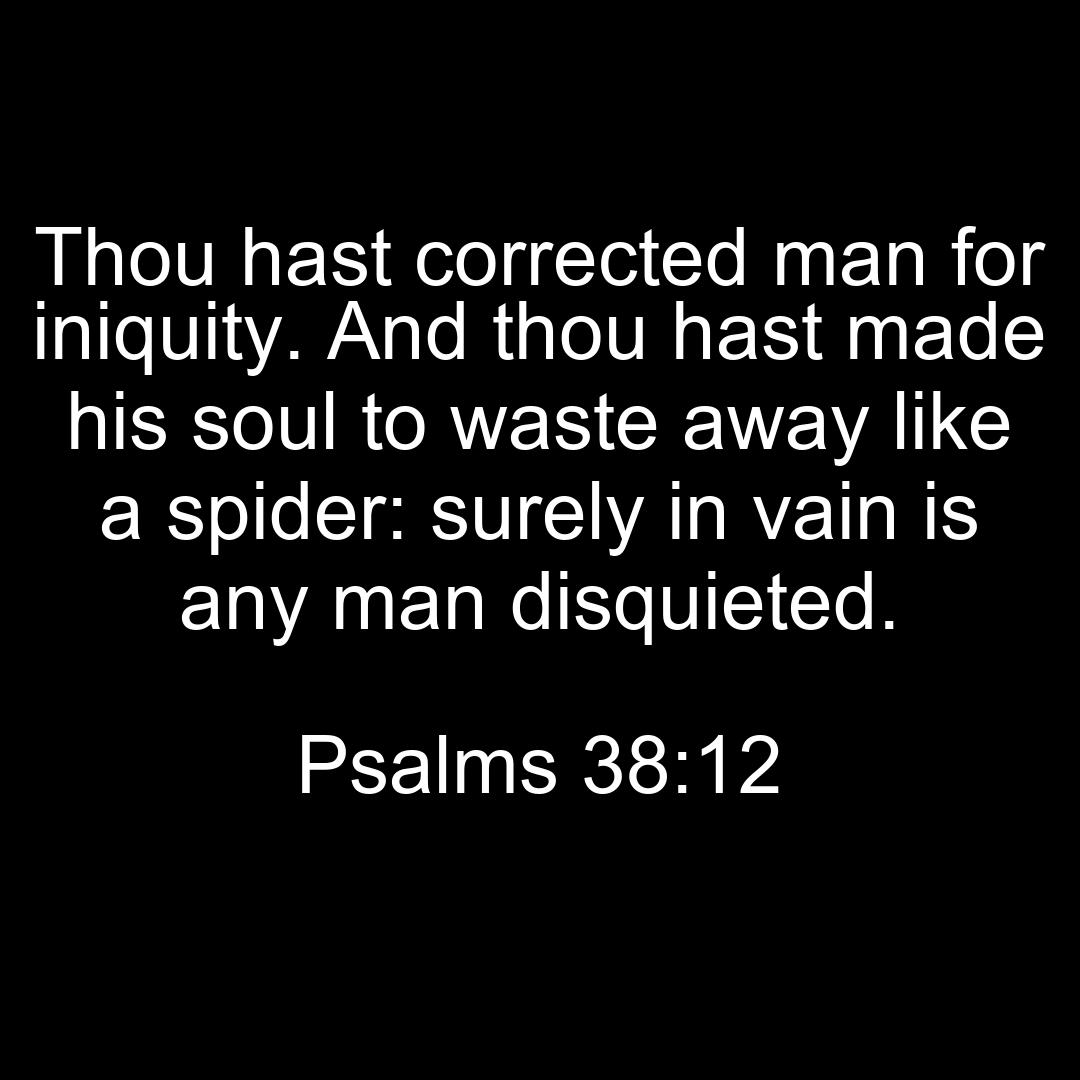 Thou hast corrected man for
iniquity. And thou hast made
his soul to waste away like
a spider: surely in vain is
any man disquieted.
Psalms 38:12